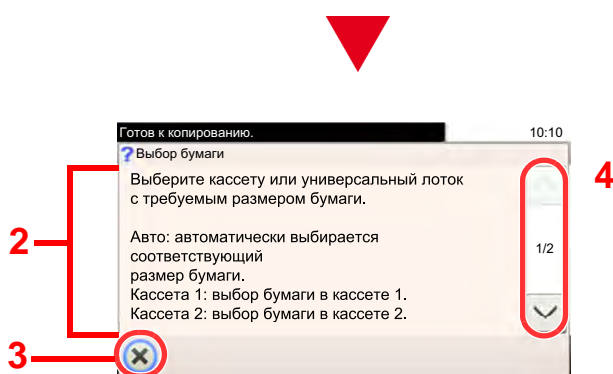 Готов к копированию. 10:10
? Выбор бумаги
Выберите кассету или универсальный лоток
с требуемым размером бумаги.
Авто: автоматически выбирается
соответствующий
размер бумаги.
Кассета 1: выбор бумаги в кассете 1.
Кассета 2: выбор бумаги в кассете 2.
1/2
2
3
4